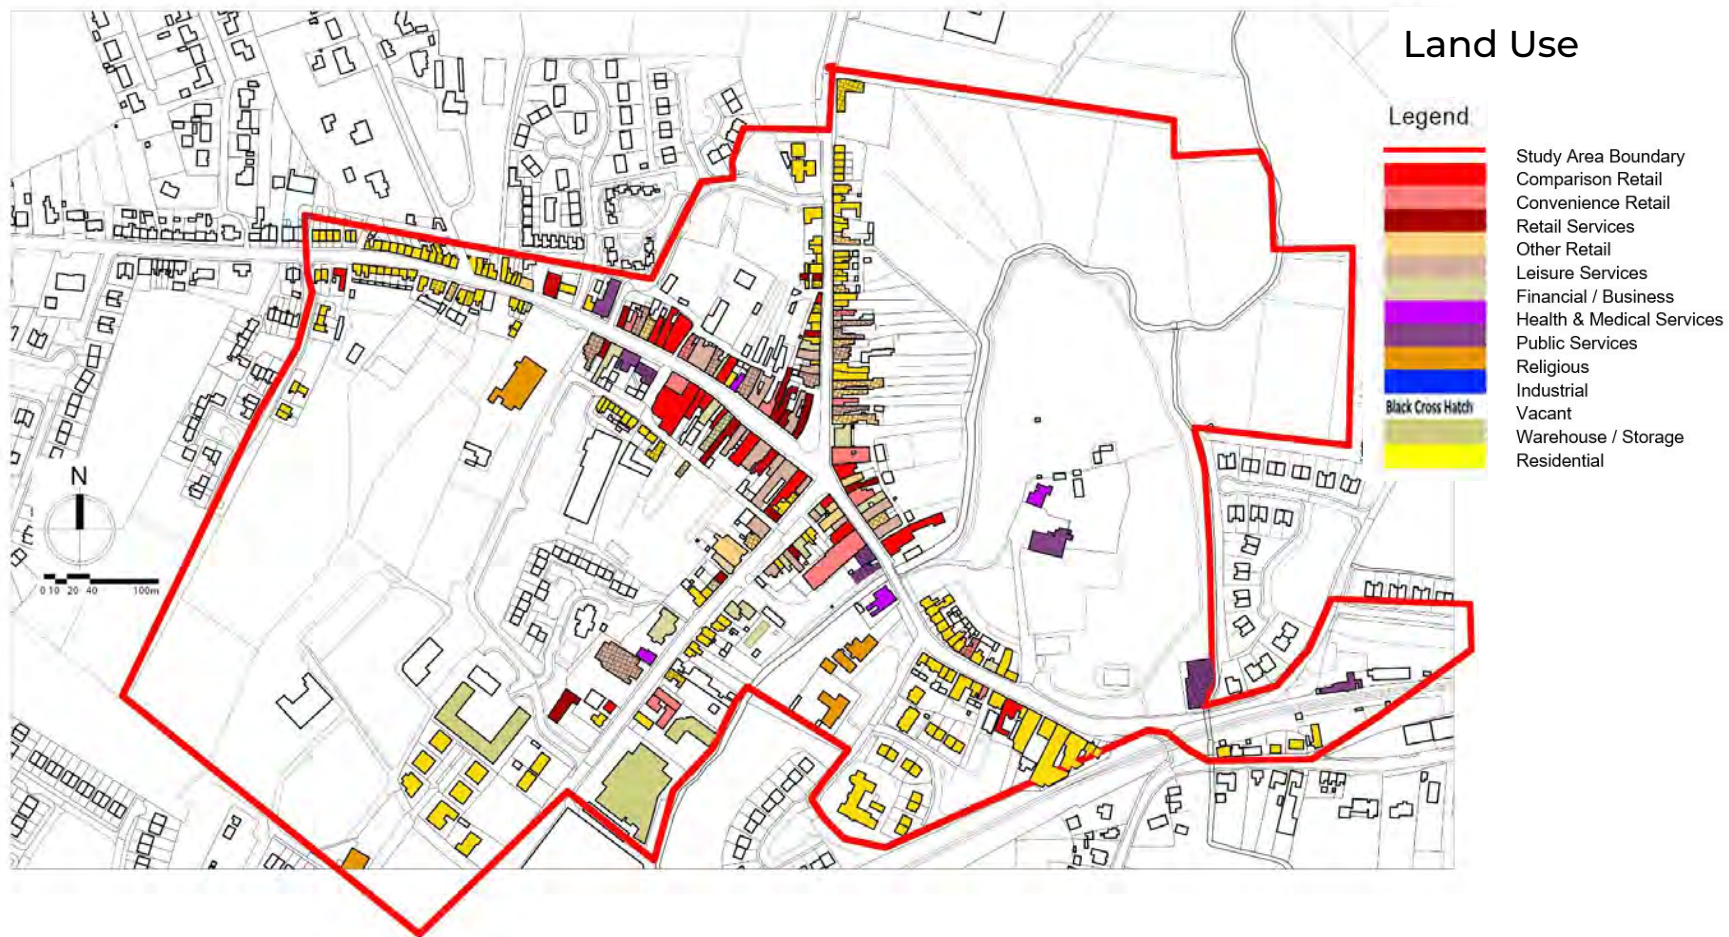 Land Use
Legend
Study Area Boundary
Comparison Retail
Convenience Retail
Retail Services
Other Retail
Leisure Services
Financial / Business
Health & Medical Services
Public Services
Religious
Industrial
Black Cross Hatch
Vacant
Warehouse / Storage
Residential
N
0 10 20 40 100m